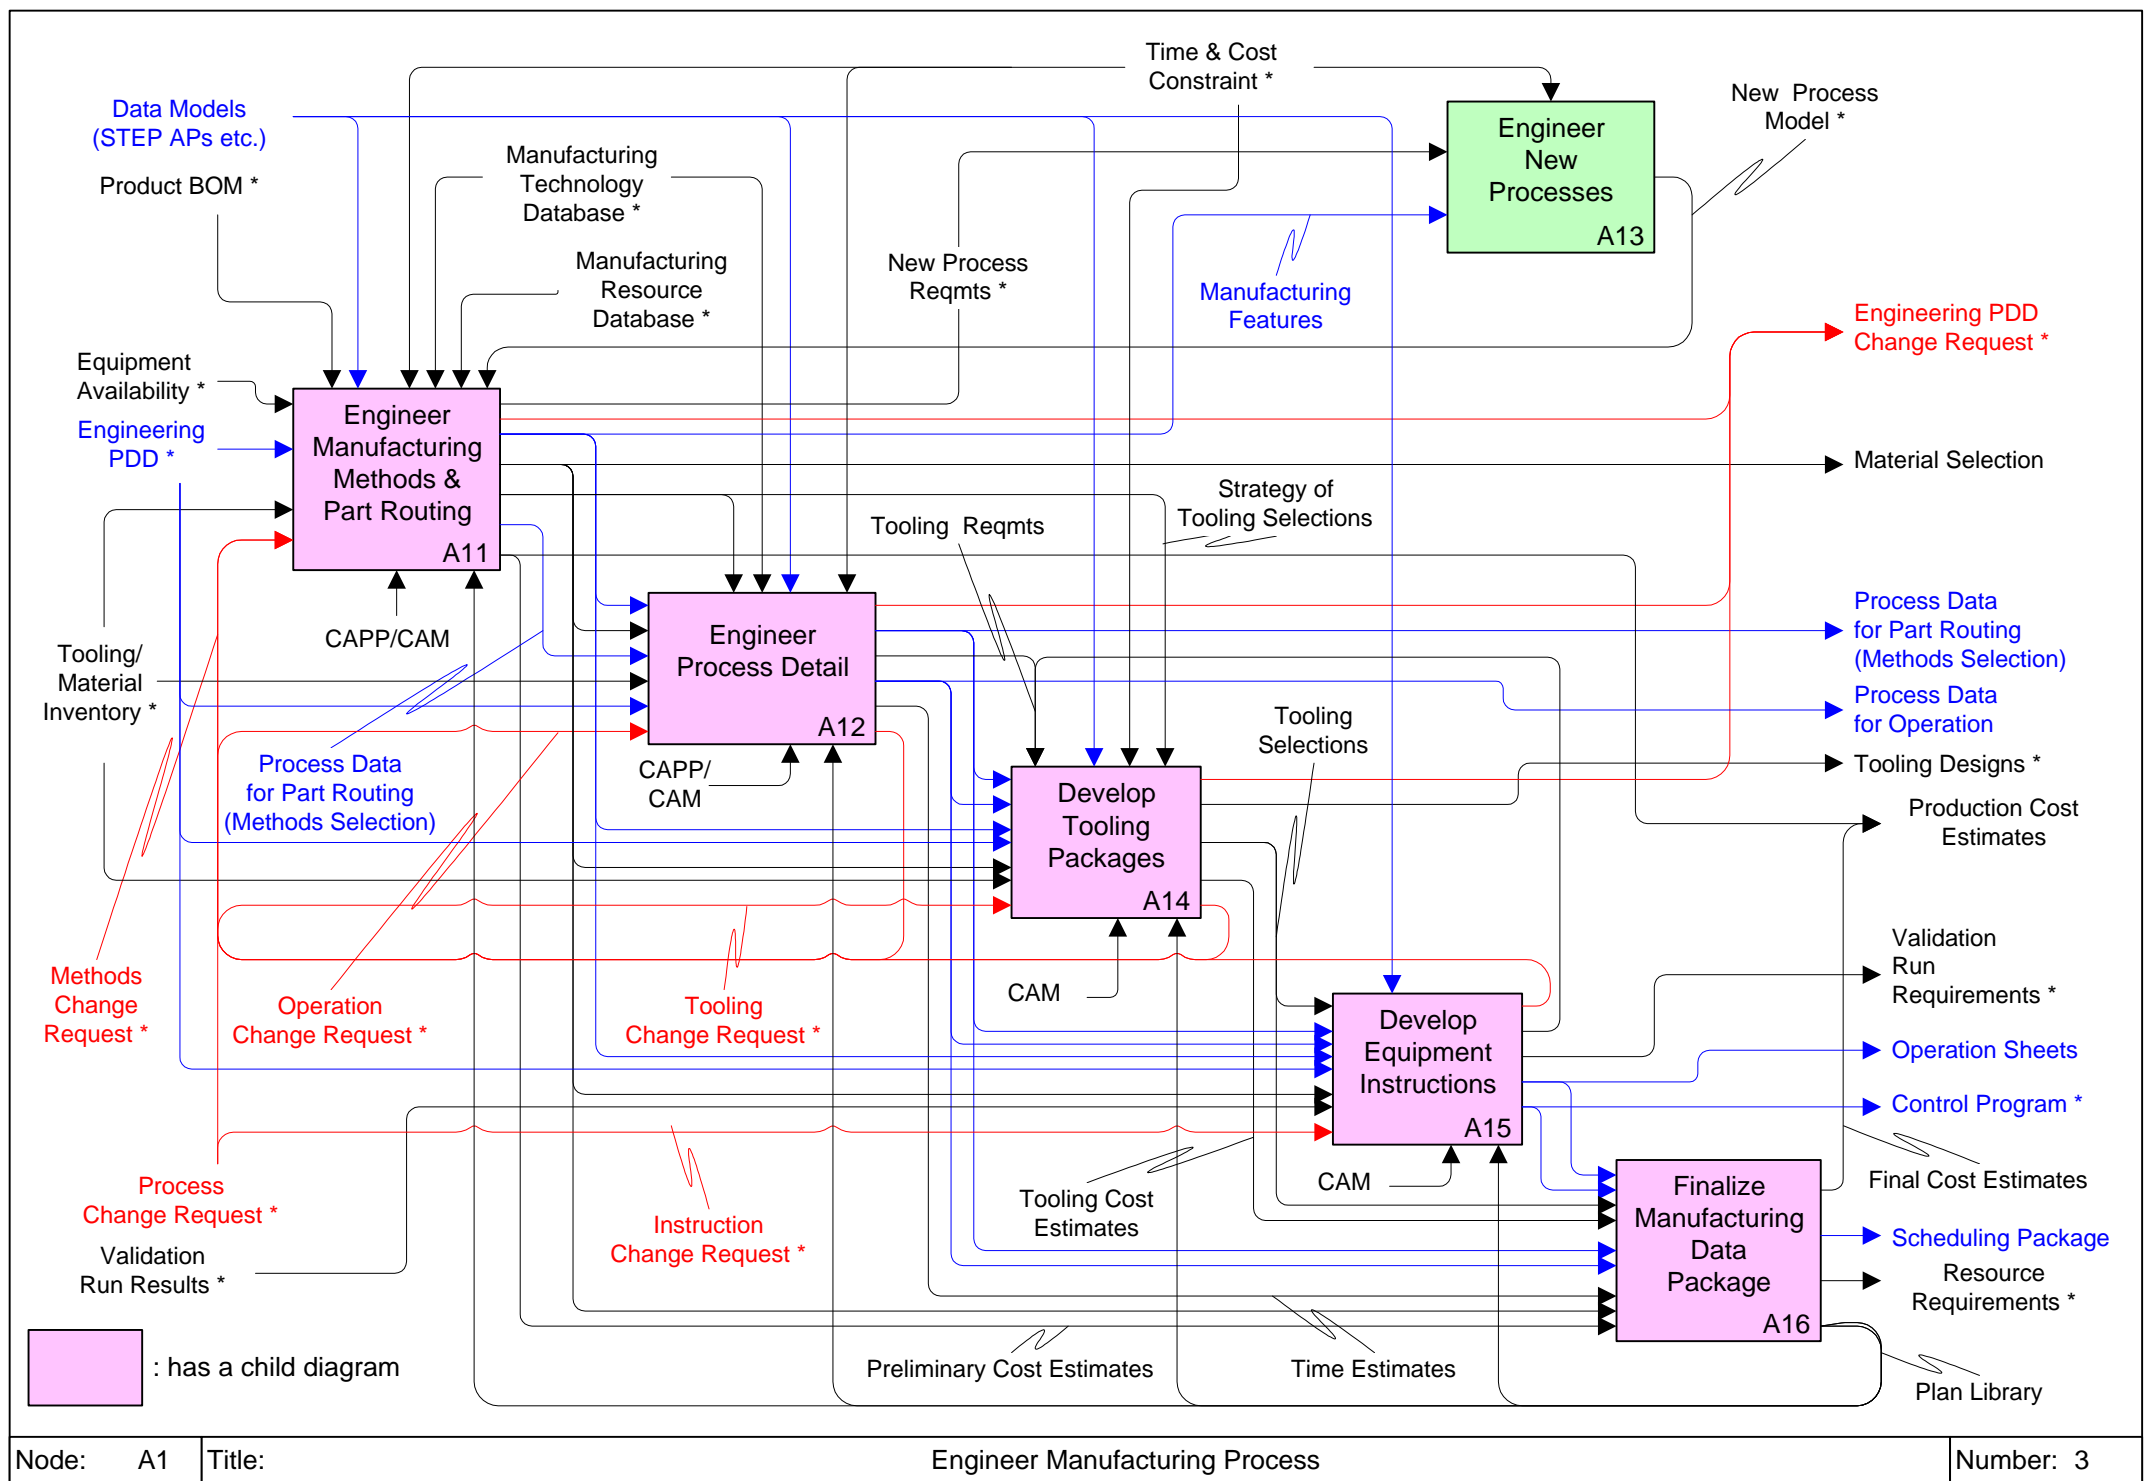 Time & Cost
Constraint *
New  Process
Model *
Data Models
(STEP APs etc.)
Product BOM *
Manufacturing
Technology
Database *
Manufacturing
Resource
Database *
New Process
Reqmts *
Manufacturing
Features
Engineer
New
Processes
A13
Engineering PDD
Change Request *
Equipment
Availability *
Engineering
PDD *
Engineer
Manufacturing
Methods &
Part Routing
A11
Material Selection
Strategy of
Tooling Selections
Tooling  Reqmts
CAPP/CAM
Tooling/
Material
Inventory *
Engineer
Process Detail
A12
Process Data
for Part Routing
(Methods Selection)
Process Data
for Operation
Tooling
Selections
Process Data
for Part Routing
(Methods Selection)
CAPP/
CAM
Develop
Tooling
Packages
A14
Tooling Designs *
Production Cost
Estimates
Methods
Change
Request *
Operation
Change Request *
Tooling
Change Request *
CAM
Validation
Run
Requirements *
Develop
Equipment
Instructions
A15
Operation Sheets
Control Program *
Process
Change Request *
Validation
Run Results *
Instruction
Change Request *
Tooling Cost
Estimates
CAM
Finalize
Manufacturing
Data
Package
A16
Final Cost Estimates
Scheduling Package
Resource
Requirements *
: has a child diagram
Preliminary Cost Estimates
Time Estimates
Plan Library
Node: A1
Title: Engineer Manufacturing Process
Number: 3